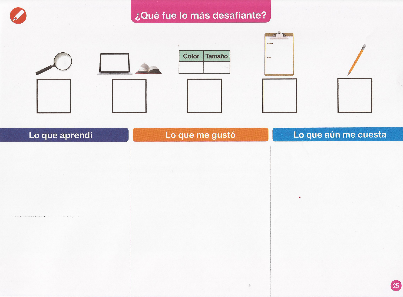 ¿Qué fue lo más desafiante?
Color Tamaño
Lo que aprendí
Lo que me gustó
Lo que aún me cuesta
25